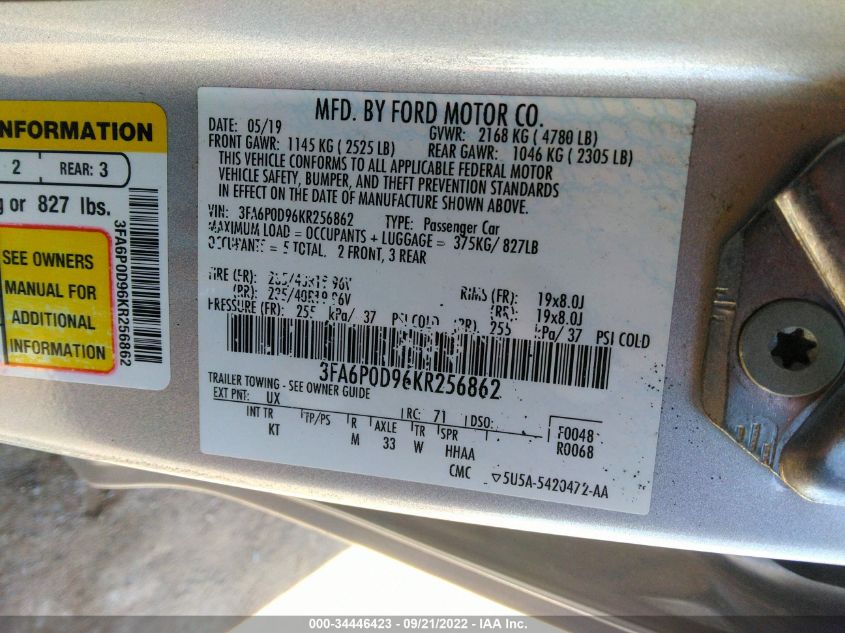 INFORMATION
2 REAR: 3
g or 827 lbs.
SEE OWNERS
MANUAL FOR
ADDITIONAL
INFORMATION
3FA6P0D96KR256862
MFD. BY FORD MOTOR CO.
DATE: 05/19 GVWR: 2168 KG ( 4780 LB)
FRONT GAWR: 1145 KG ( 2525 LB) REAR GAWR: 1046 KG ( 2305 LB)
THIS VEHICLE CONFORMS TO ALL APPLICABLE FEDERAL MOTOR
VEHICLE SAFETY, BUMPER, AND THEFT PREVENTION STANDARDS
IN EFFECT ON THE DATE OF MANUFACTURE SHOWN ABOVE.
VIN: 3FA6P0D96KR256862 TYPE: Passenger Car
MAXIMUM LOAD = OCCUPANTS + LUGGAGE = 375KG/ 827LB
OCCUPANTS = 5 TOTAL. 2 FRONT, 3 REAR
(FR): RIMS (FR): 19x8.0J
19x8.0J
PRESSURE (FR): 255 kPa/ 37 PSI COLD 255 kPa/ 37 PSI COLD
3FA6P0D96KR256862
TRAILER TOWING - SEE OWNER GUIDE
EXT PNT: UX RC: 71 DSO: F0048
INT TR TP/PS R AXLE TR SPR R0068
KT M 33 W HHAA
CMC ▽5U5A-5420472-AA
000-34446423 - 09/21/2022 - IAA Inc.